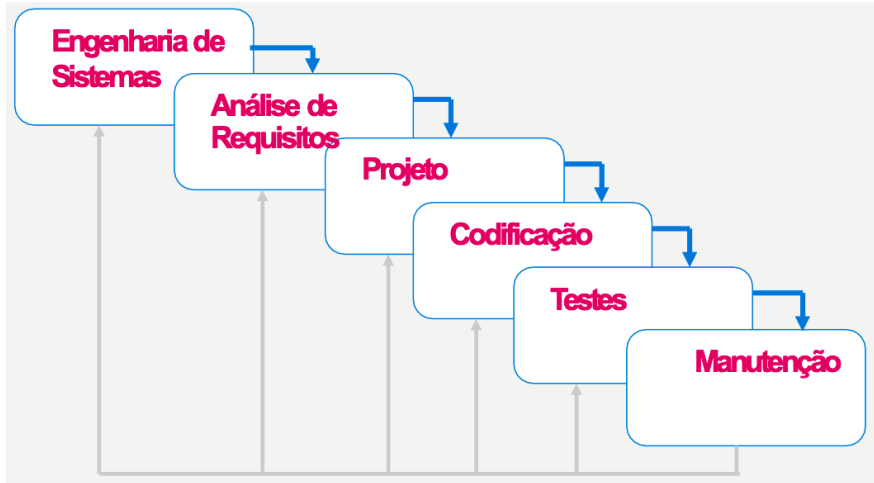 Engenharia de
Sistemas
Análise de
Requisitos
Projeto
Codificação
Testes
Manutenção